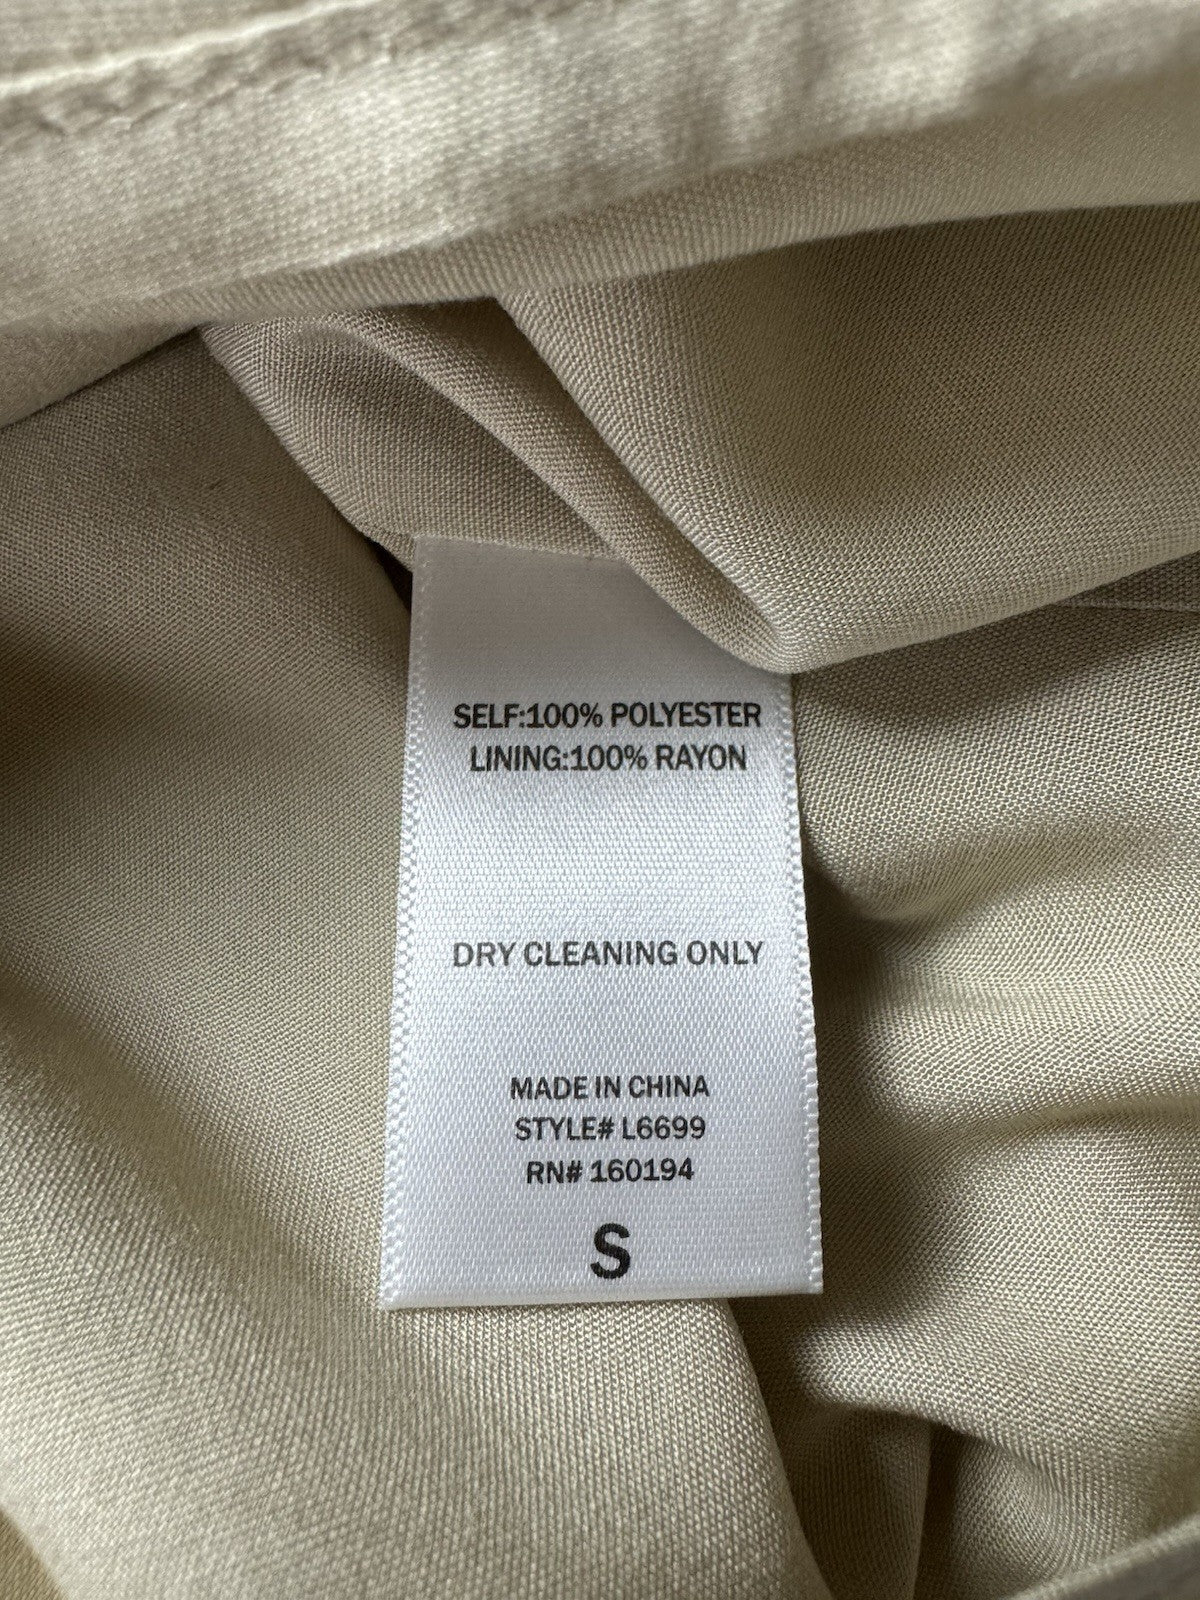 SELF:100% POLYESTER
LINING:100% RAYON
DRY CLEANING ONLY
MADE IN CHINA
STYLE# L6699
RN# 160194
S